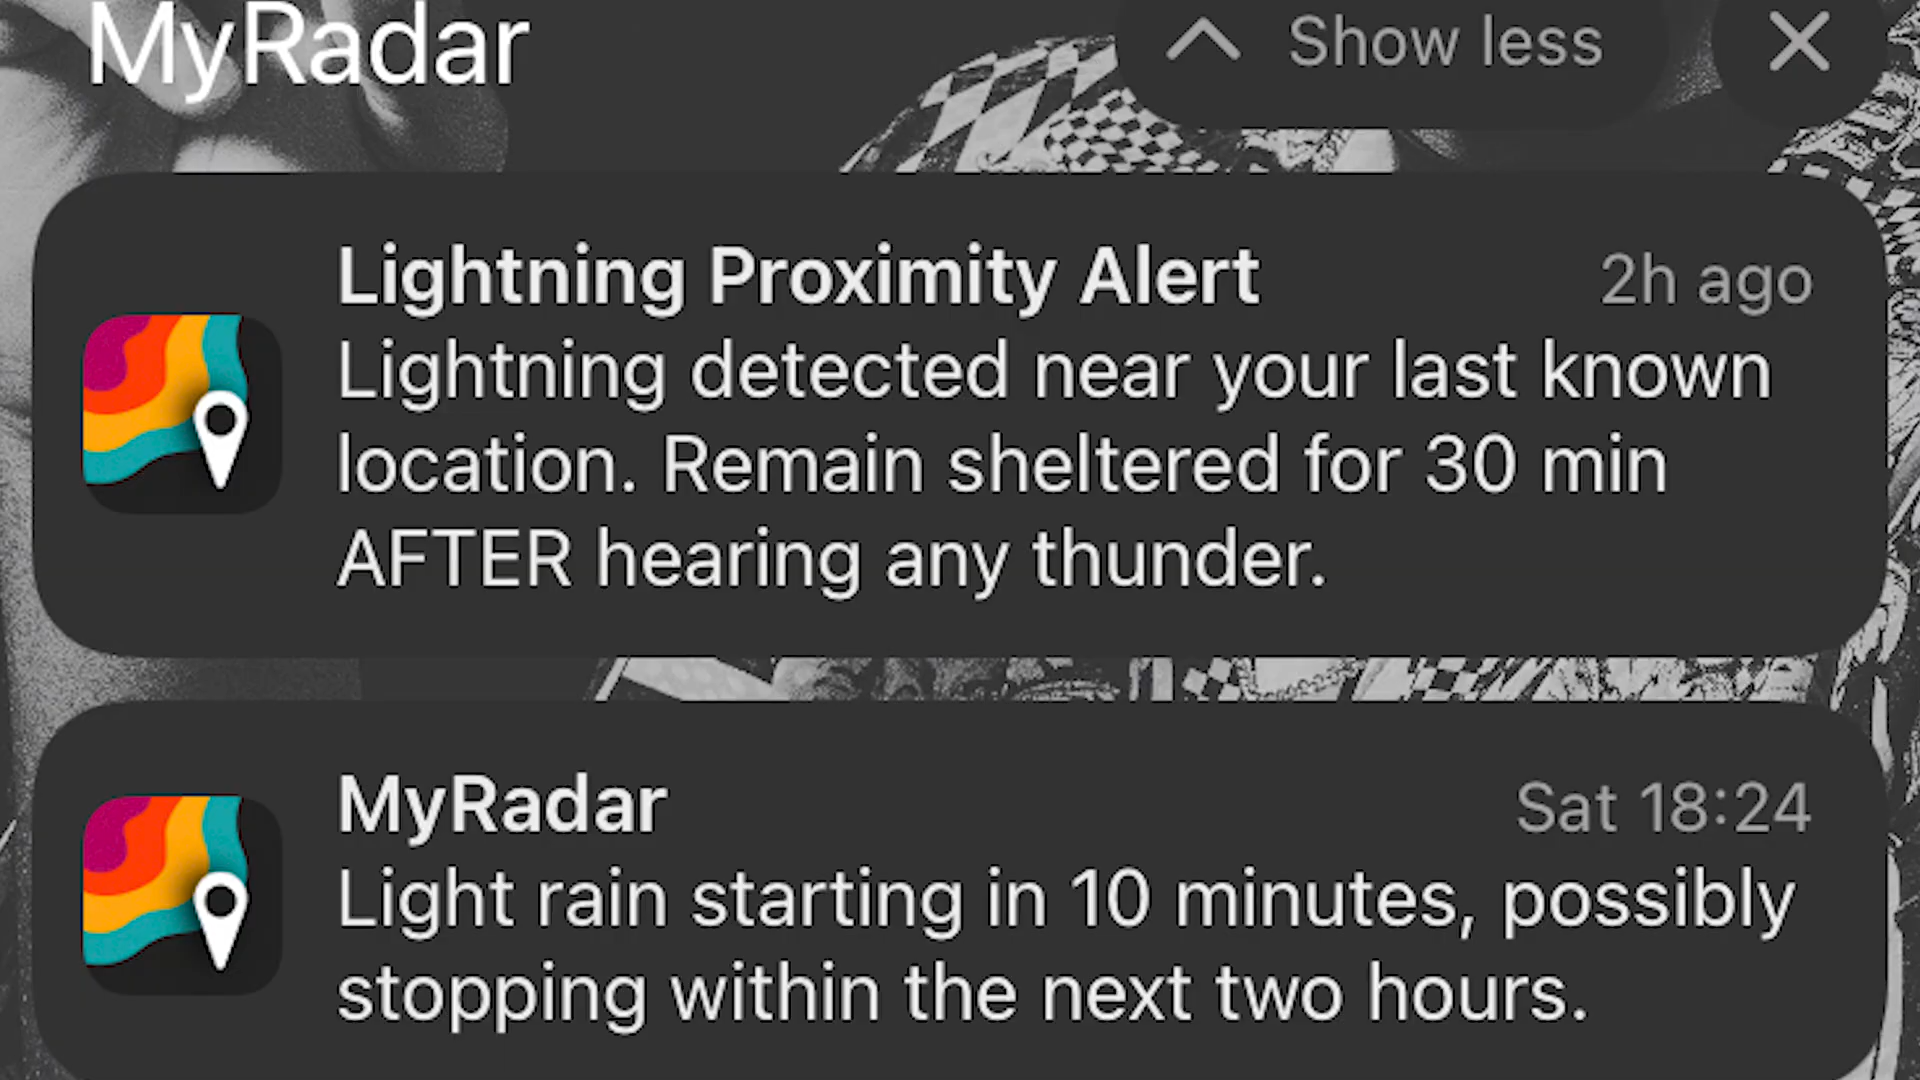 MyRadar
Show less
Lightning Proximity Alert
2h ago
Lightning detected near your last known
location. Remain sheltered for 30 min
AFTER hearing any thunder.
MyRadar
Sat 18:24
Light rain starting in 10 minutes, possibly
stopping within the next two hours.